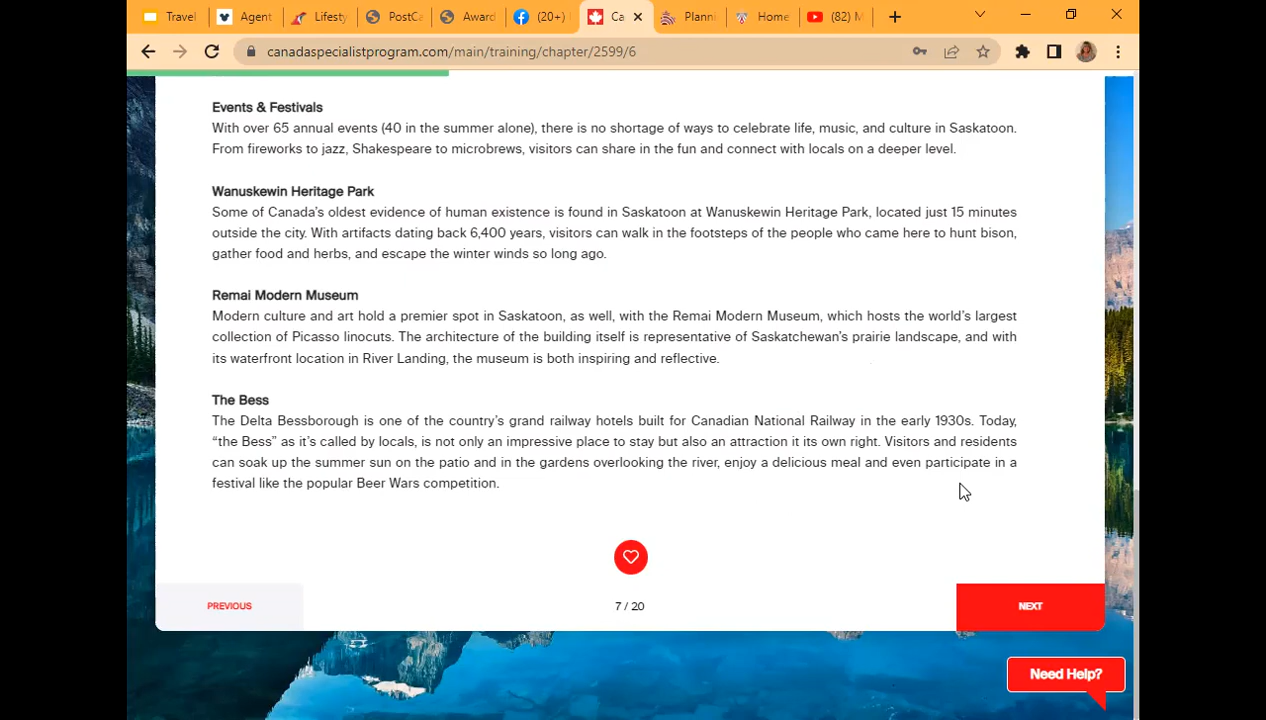 Travel Agent Lifesty PostCa Award (20+) Ca Planni Home (82) M
canadaspecialistprogram.com/main/training/chapter/2599/6
Events & Festivals
With over 65 annual events (40 in the summer alone), there is no shortage of ways to celebrate life, music, and culture in Saskatoon.
From fireworks to jazz, Shakespeare to microbrews, visitors can share in the fun and connect with locals on a deeper level.
Wanuskewin Heritage Park
Some of Canada's oldest evidence of human existence is found in Saskatoon at Wanuskewin Heritage Park, located just 15 minutes
outside the city. With artifacts dating back 6,400 years, visitors can walk in the footsteps of the people who came here to hunt bison,
gather food and herbs, and escape the winter winds so long ago.
Remai Modern Museum
Modern culture and art hold a premier spot in Saskatoon, as well, with the Remai Modern Museum, which hosts the world's largest
collection of Picasso linocuts. The architecture of the building itself is representative of Saskatchewan's prairie landscape, and with
its waterfront location in River Landing, the museum is both inspiring and reflective.
The Bess
The Delta Bessborough is one of the country's grand railway hotels built for Canadian National Railway in the early 1930s. Today,
“the Bess” as it's called by locals, is not only an impressive place to stay but also an attraction it its own right. Visitors and residents
can soak up the summer sun on the patio and in the gardens overlooking the river, enjoy a delicious meal and even participate in a
festival like the popular Beer Wars competition.
PREVIOUS
7 / 20
NEXT
Need Help?